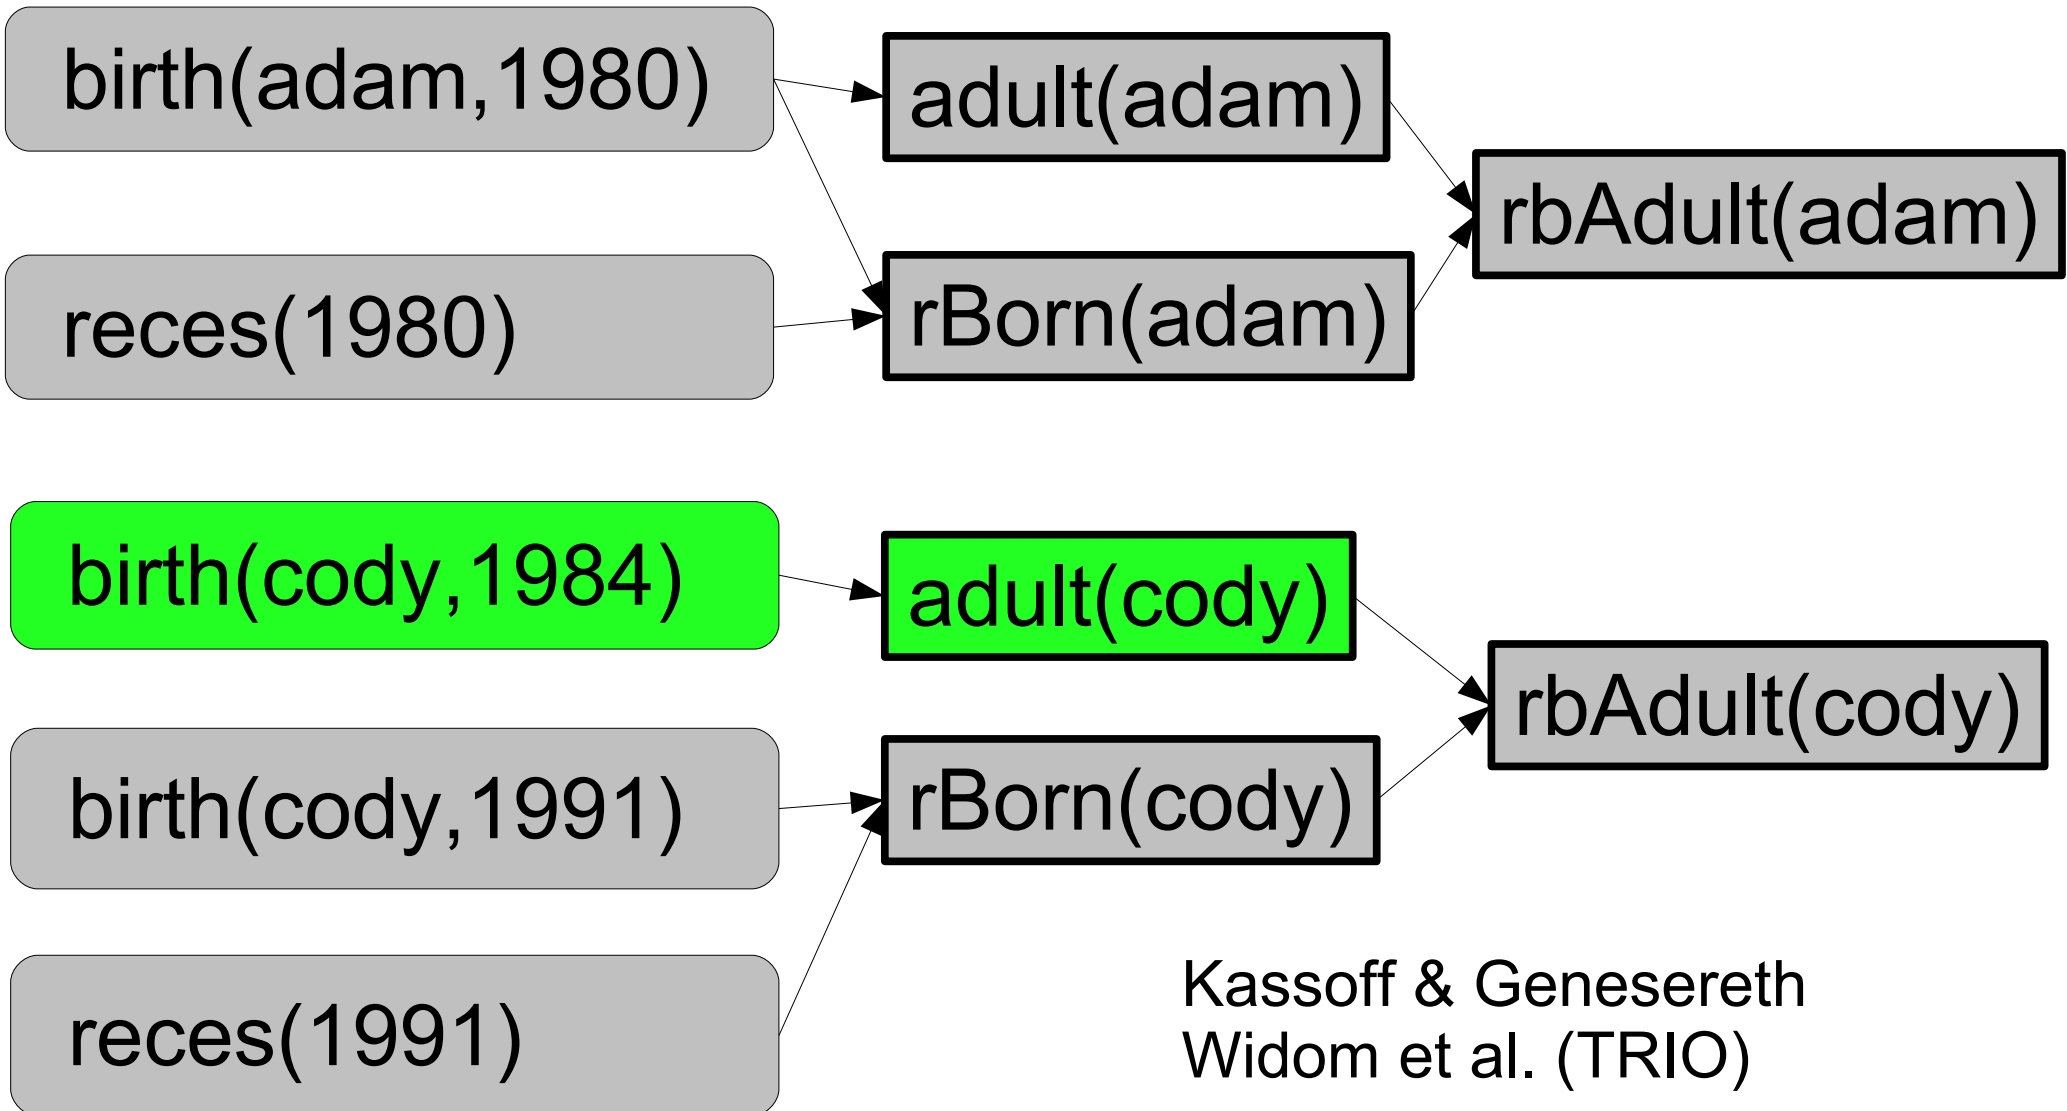 birth(adam,1980)
adult(adam)
rbAdult(adam)
reces(1980)
rBorn(adam)
birth(cody,1984)
adult(cody)
rbAdult(cody)
birth(cody,1991)
rBorn(cody)
reces(1991)
Kassoff & Genesereth
Widom et al. (TRIO)